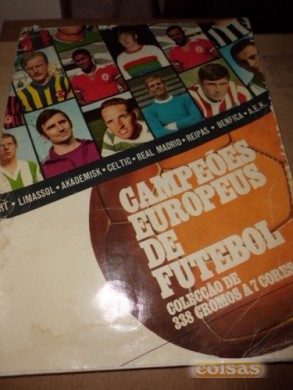 RT • LIMASSOL • AKADEMISK • CELTIC • REAL MADRID • REIPAS • BENFICA • A.E.K.
CAMPEÕES
EUROPEUS
DE
FUTEBOL
COLECÇÃO DE
338 CROMOS A 7 CORES
coisas